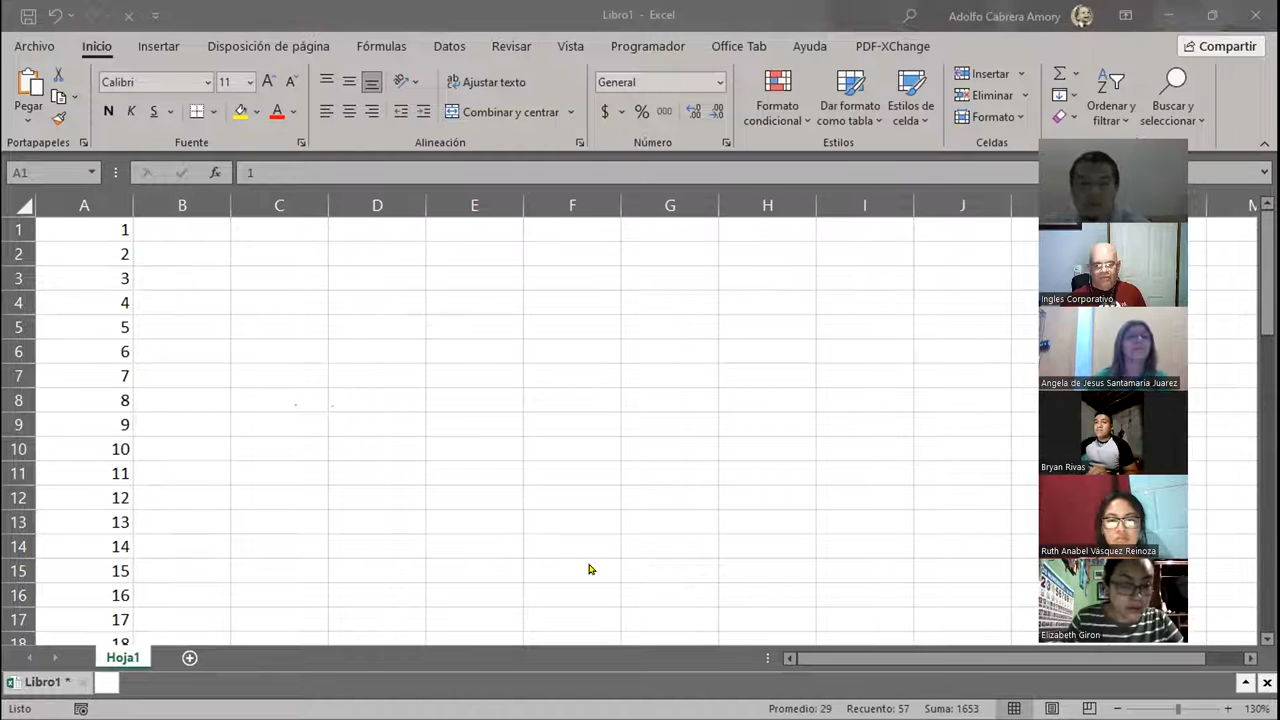 Libro1 - Excel
Adolfo Cabrera Amory
Archivo Inicio Insertar Disposición de página Fórmulas Datos Revisar Vista Programador Office Tab Ayuda PDF-XChange Compartir
Pegar
Calibri 11
N K S
Ajustar texto
Combinar y centrar
General
$ % 000
Formato condicional
Dar formato como tabla
Estilos de celda
Insertar
Eliminar
Formato
Ordenar y filtrar
Buscar y seleccionar
Portapapeles Fuente Alineación Número Estilos Celdas
A1 fx 1
A B C D E F G H I J M
1 1
2 2
3 3
4 4
5 5
6 6
7 7
8 8
9 9
10 10
11 11
12 12
13 13
14 14
15 15
16 16
17 17
18 18
Ingles Corporativo
Angela de Jesus Santamaria Juarez
Bryan Rivas
Ruth Anabel Vásquez Reinoza
Elizabeth Giron
Hoja1
Libro1 *
Listo Promedio: 29 Recuento: 57 Suma: 1653 130%